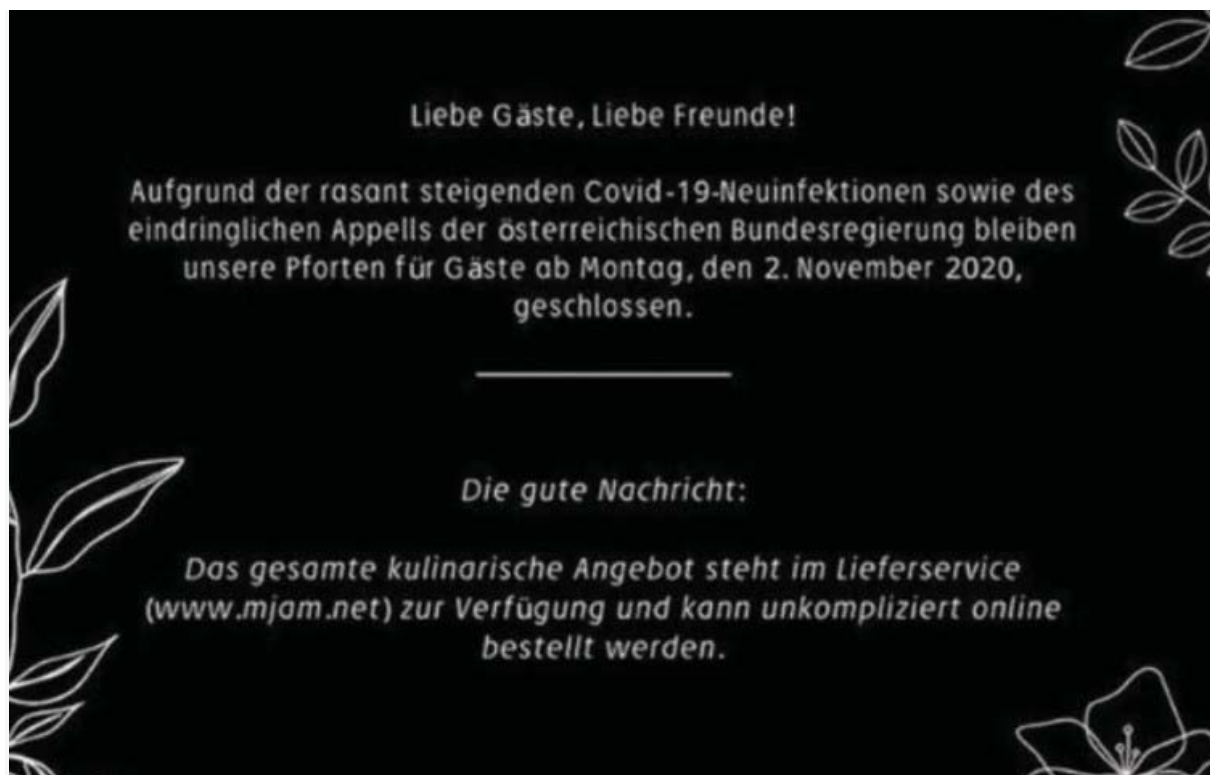 Liebe Gäste, Liebe Freunde!
Aufgrund der rasant steigenden Covid-19-Neuinfektionen sowie des
eindringlichen Appells der österreichischen Bundesregierung bleiben
unsere Pforten für Gäste ab Montag, den 2. November 2020,
geschlossen.
Die gute Nachricht:
Das gesamte kulinarische Angebot steht im Lieferservice
(www.mjam.net) zur Verfügung und kann unkompliziert online
bestellt werden.